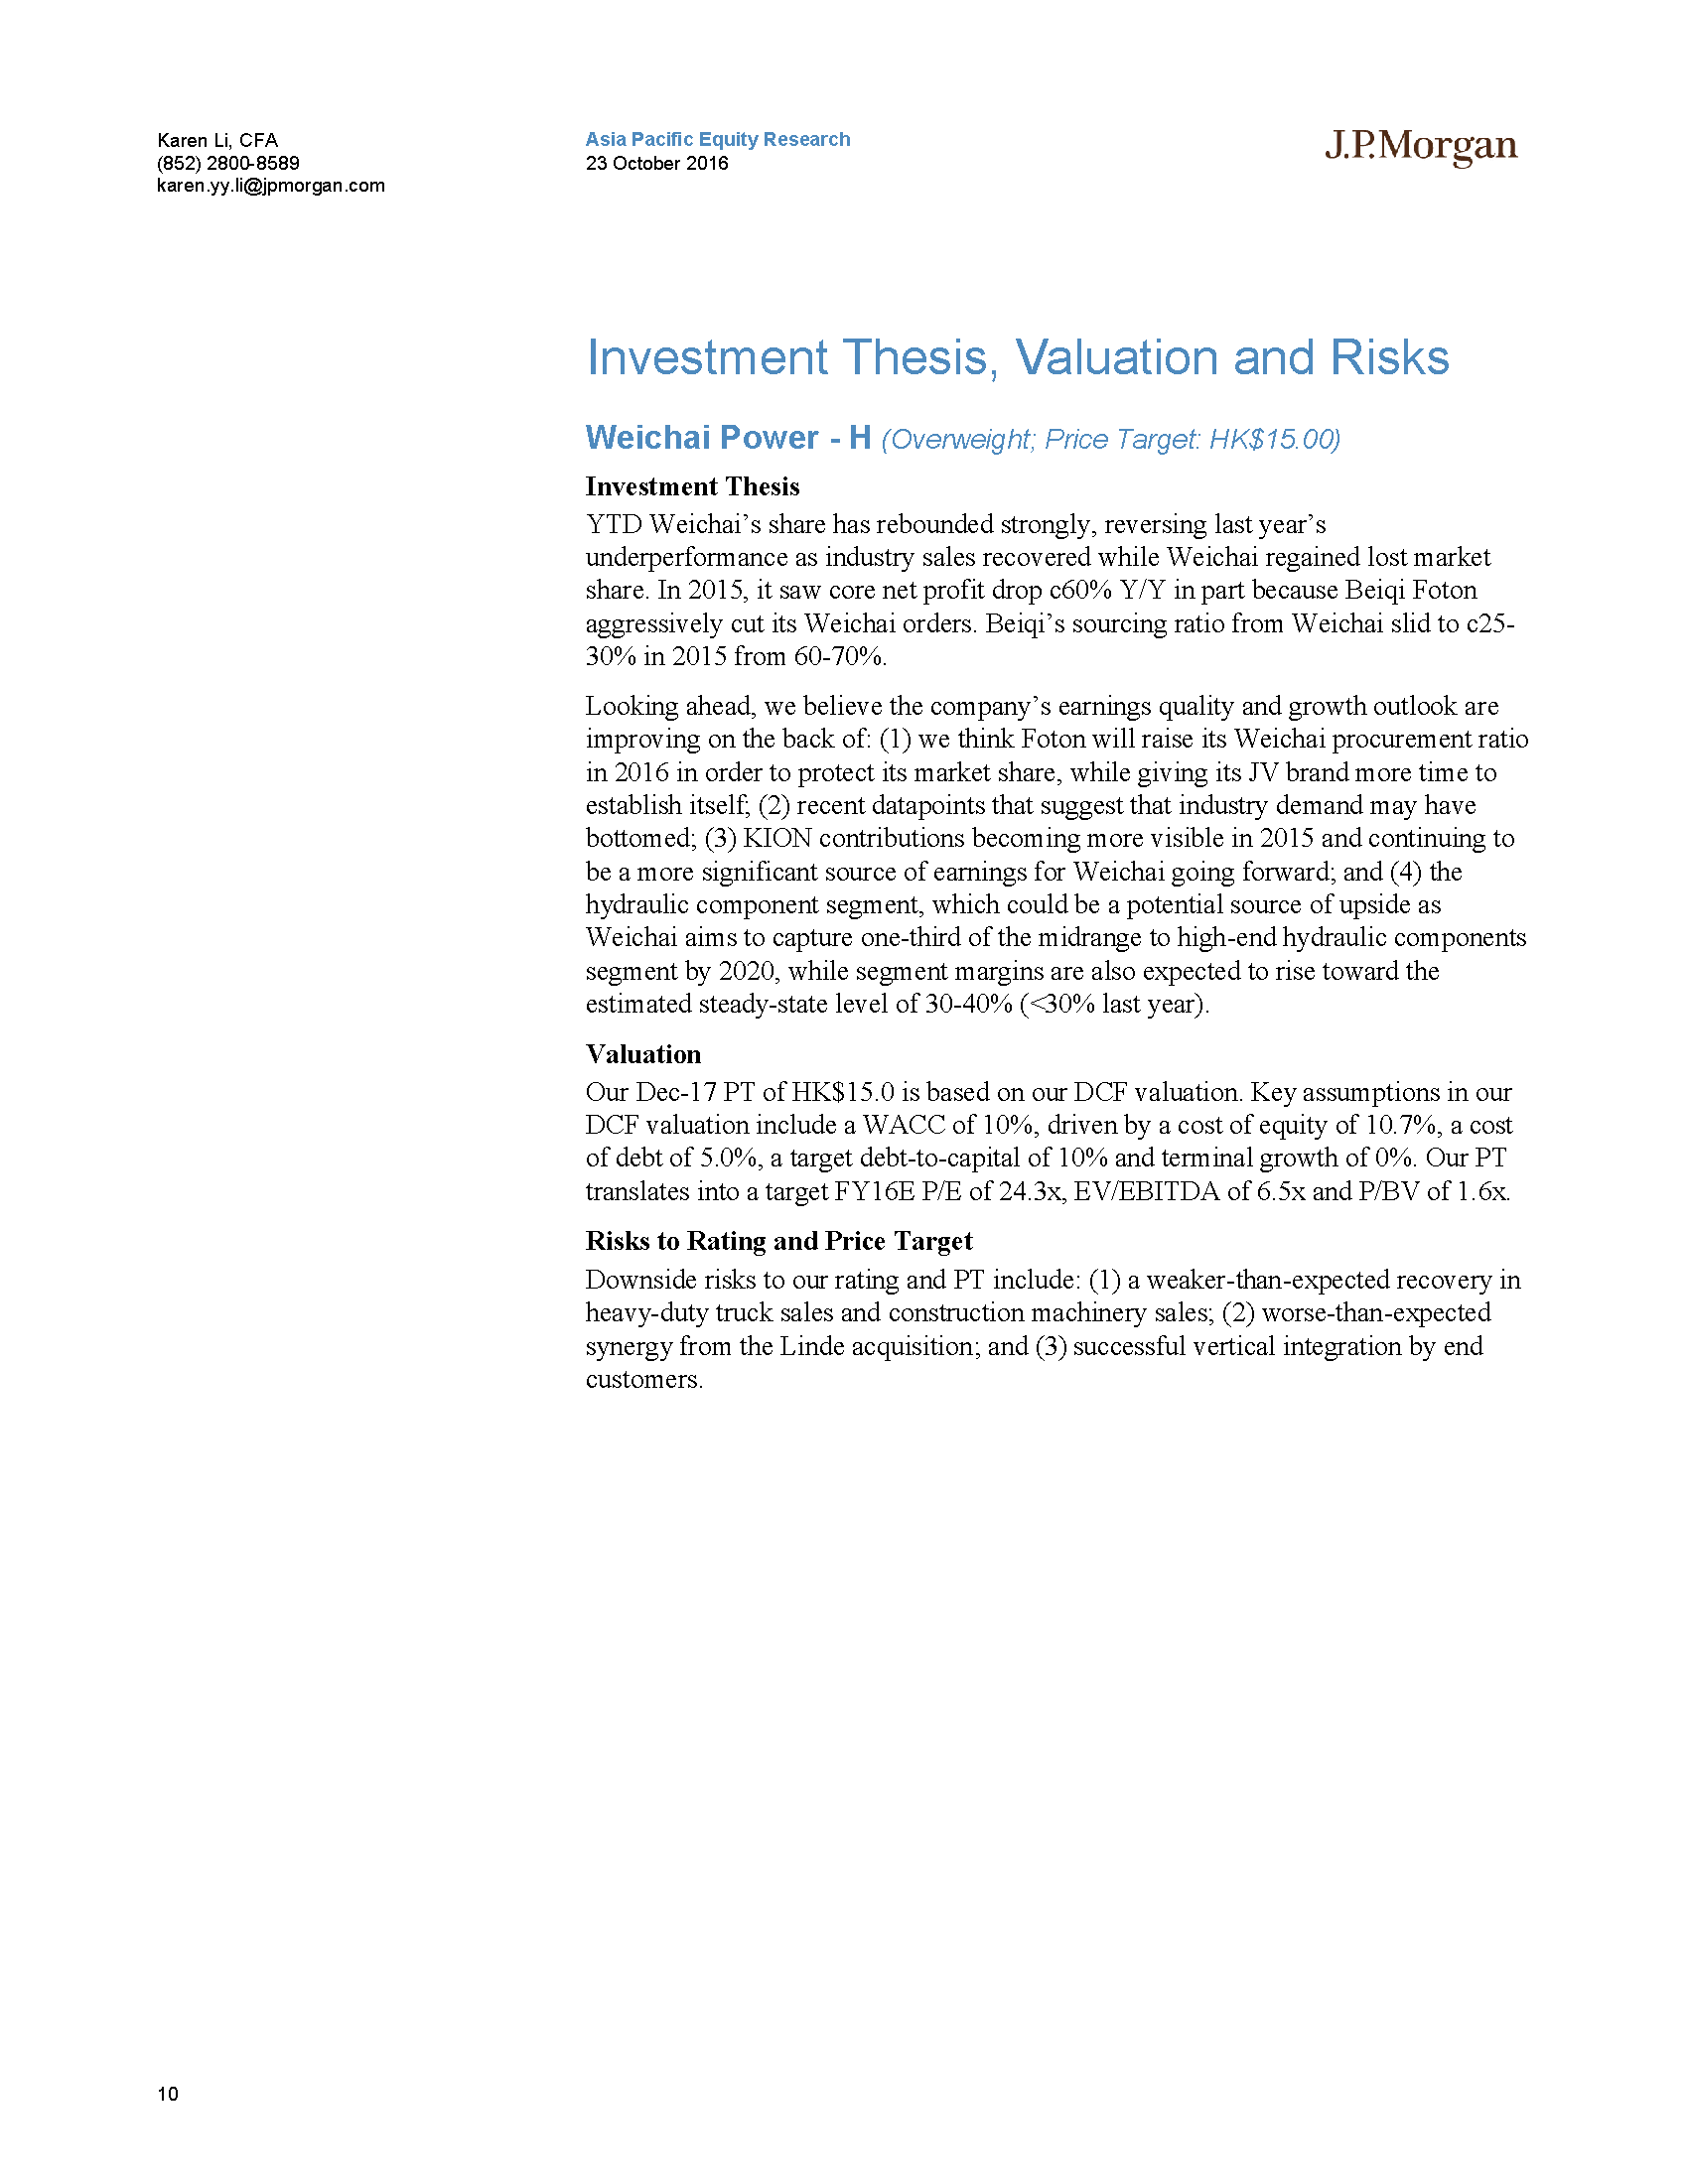 Karen Li, CFA
(852) 2800-8589
karen.yy.li@jpmorgan.com
Asia Pacific Equity Research
23 October 2016
J.P.Morgan
Investment Thesis, Valuation and Risks
Weichai Power - H (Overweight; Price Target: HK$15.00)
Investment Thesis
YTD Weichai’s share has rebounded strongly, reversing last year’s
underperformance as industry sales recovered while Weichai regained lost market
share. In 2015, it saw core net profit drop c60% Y/Y in part because Beiqi Foton
aggressively cut its Weichai orders. Beiqi’s sourcing ratio from Weichai slid to c25-
30% in 2015 from 60-70%.
Looking ahead, we believe the company’s earnings quality and growth outlook are
improving on the back of: (1) we think Foton will raise its Weichai procurement ratio
in 2016 in order to protect its market share, while giving its JV brand more time to
establish itself; (2) recent datapoints that suggest that industry demand may have
bottomed; (3) KION contributions becoming more visible in 2015 and continuing to
be a more significant source of earnings for Weichai going forward; and (4) the
hydraulic component segment, which could be a potential source of upside as
Weichai aims to capture one-third of the midrange to high-end hydraulic components
segment by 2020, while segment margins are also expected to rise toward the
estimated steady-state level of 30-40% (<30% last year).
Valuation
Our Dec-17 PT of HK$15.0 is based on our DCF valuation. Key assumptions in our
DCF valuation include a WACC of 10%, driven by a cost of equity of 10.7%, a cost
of debt of 5.0%, a target debt-to-capital of 10% and terminal growth of 0%. Our PT
translates into a target FY16E P/E of 24.3x, EV/EBITDA of 6.5x and P/BV of 1.6x.
Risks to Rating and Price Target
Downside risks to our rating and PT include: (1) a weaker-than-expected recovery in
heavy-duty truck sales and construction machinery sales; (2) worse-than-expected
synergy from the Linde acquisition; and (3) successful vertical integration by end
customers.
10